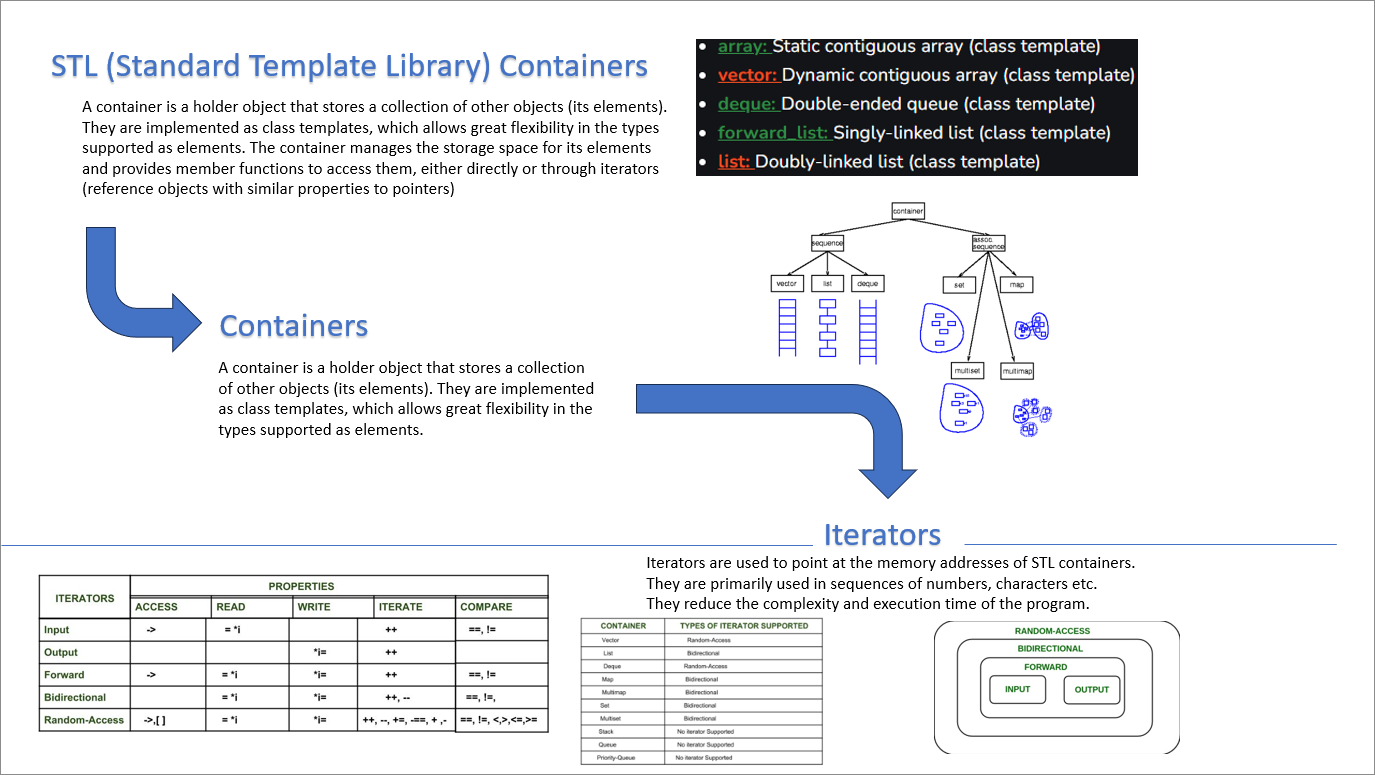 STL (Standard Template Library) Containers
A container is a holder object that stores a collection of other objects (its elements).
They are implemented as class templates, which allows great flexibility in the types
supported as elements. The container manages the storage space for its elements
and provides member functions to access them, either directly or through iterators
(reference objects with similar properties to pointers)
array: Static contiguous array (class template)
vector: Dynamic contiguous array (class template)
deque: Double-ended queue (class template)
forward_list: Singly-linked list (class template)
list: Doubly-linked list (class template)
container
sequence
assoc.
sequence
vector
list
deque
set
map
multiset
multimap
Containers
A container is a holder object that stores a collection
of other objects (its elements). They are implemented
as class templates, which allows great flexibility in the
types supported as elements.
Iterators
Iterators are used to point at the memory addresses of STL containers.
They are primarily used in sequences of numbers, characters etc.
They reduce the complexity and execution time of the program.
ITERATORS PROPERTIES
ACCESS READ WRITE ITERATE COMPARE
Input -> = *i ++ ==, !=
Output *i= ++
Forward -> = *i *i= ++ ==, !=
Bidirectional = *i *i= ++, -- ==, !=,
Random-Access ->,[ ] = *i *i= ++, --, +=, -==, + ,- ==, !=, <,>,<=,>=
CONTAINER TYPES OF ITERATOR SUPPORTED
Vector Random-Access
List Bidirectional
Deque Random-Access
Map Bidirectional
Multimap Bidirectional
Set Bidirectional
Multiset Bidirectional
Stack No iterator Supported
Queue No iterator Supported
Priority-Queue No iterator Supported
RANDOM-ACCESS
BIDIRECTIONAL
FORWARD
INPUT OUTPUT